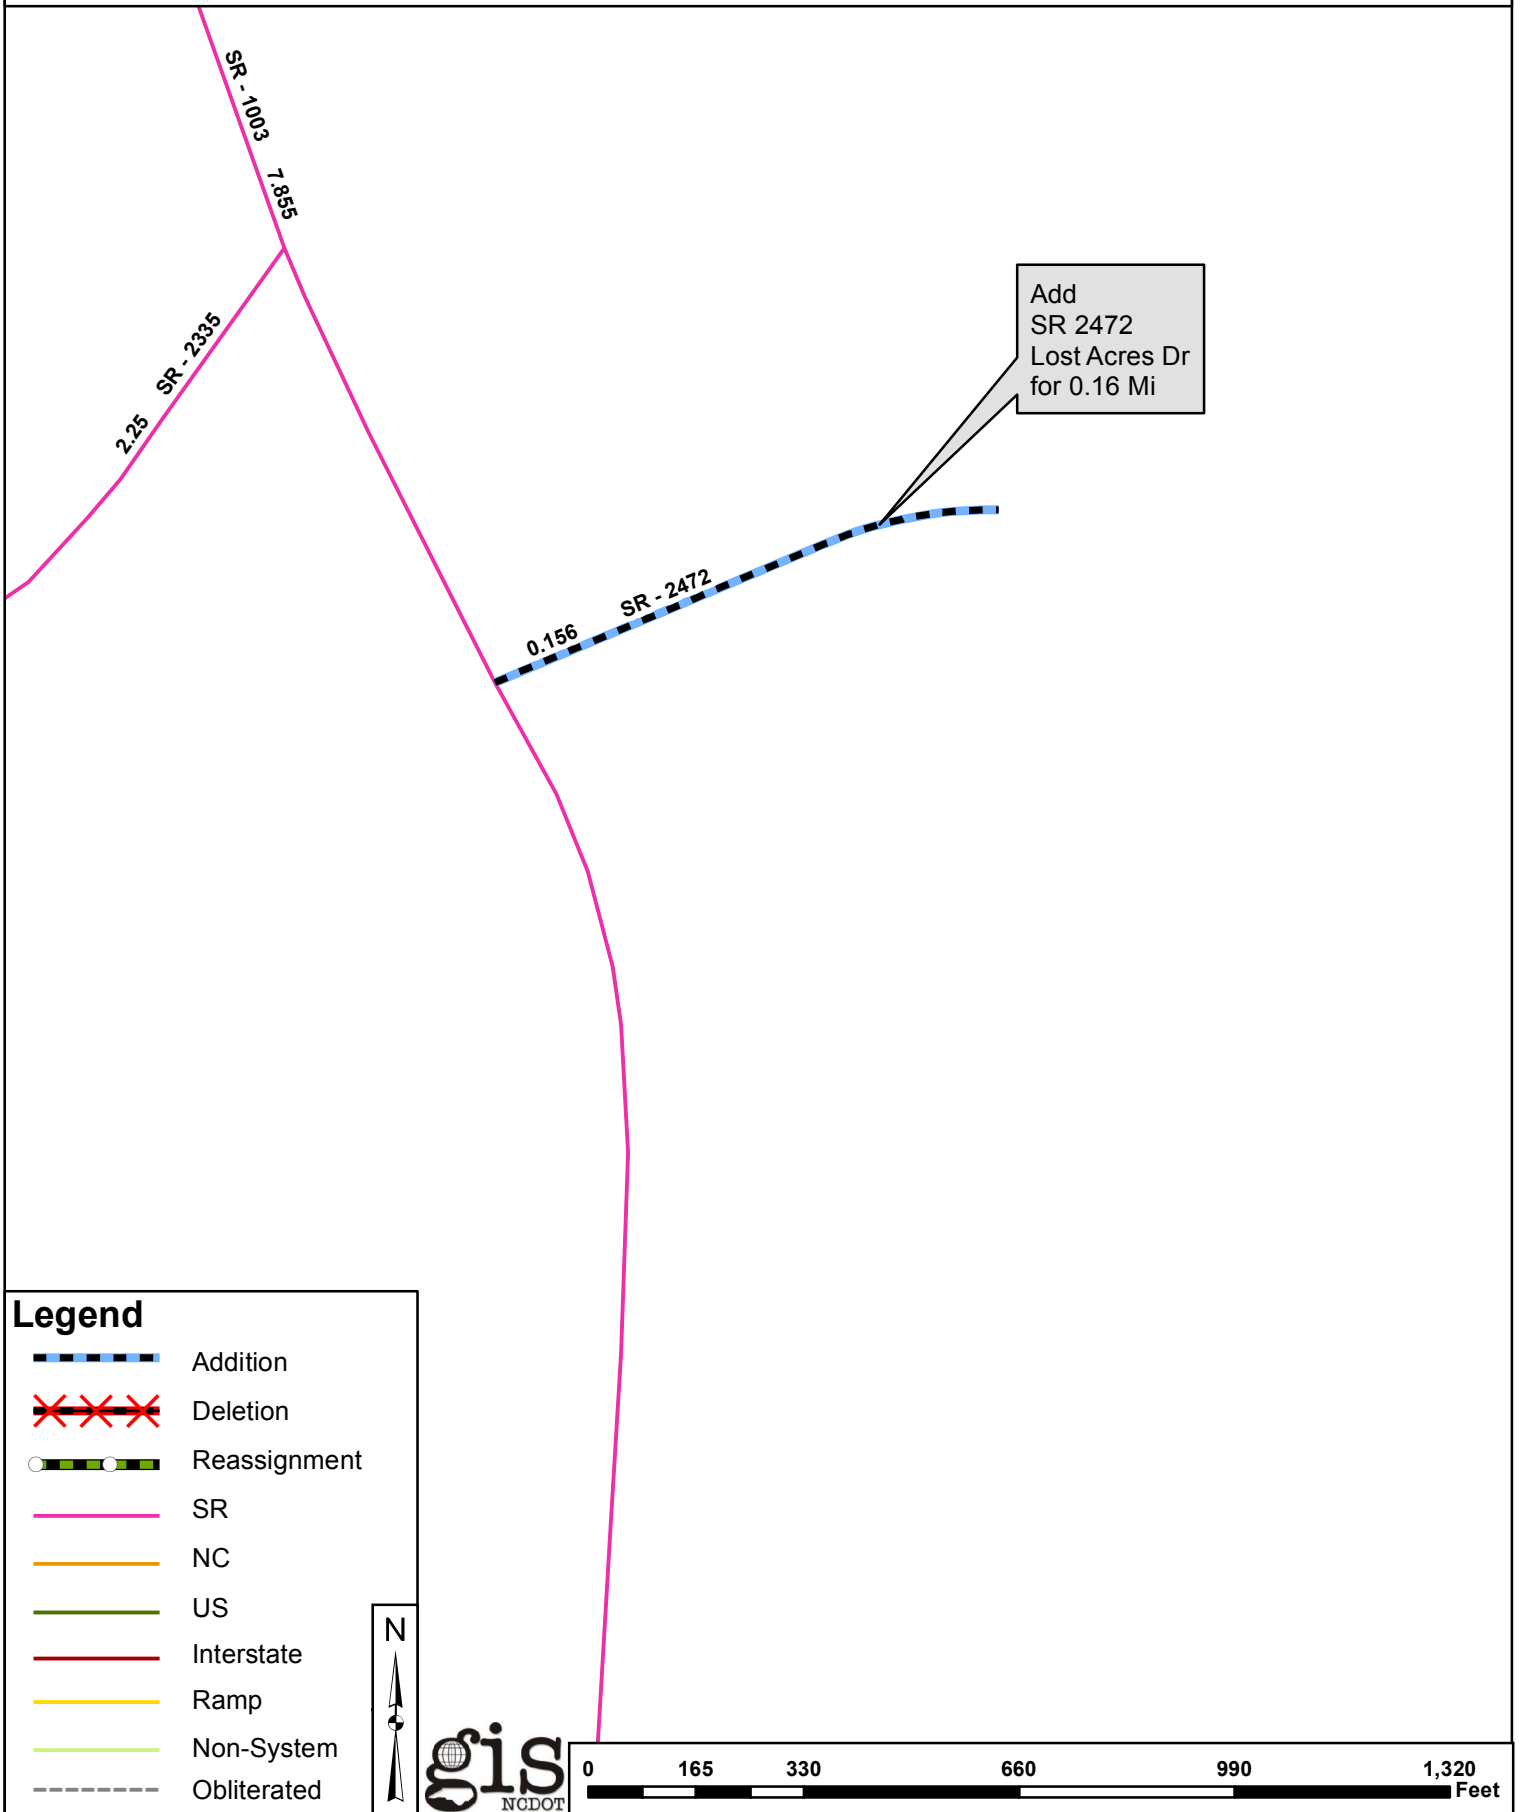 SR - 1003 7.855
2.25 SR - 2335
Add
SR 2472
Lost Acres Dr
for 0.16 Mi
0.156 SR - 2472
Legend
Addition
Deletion
Reassignment
SR
NC
US
Interstate
Ramp
Non-System
Obliterated
N
gis
NCDOT
0 165 330 660 990 1,320
Feet